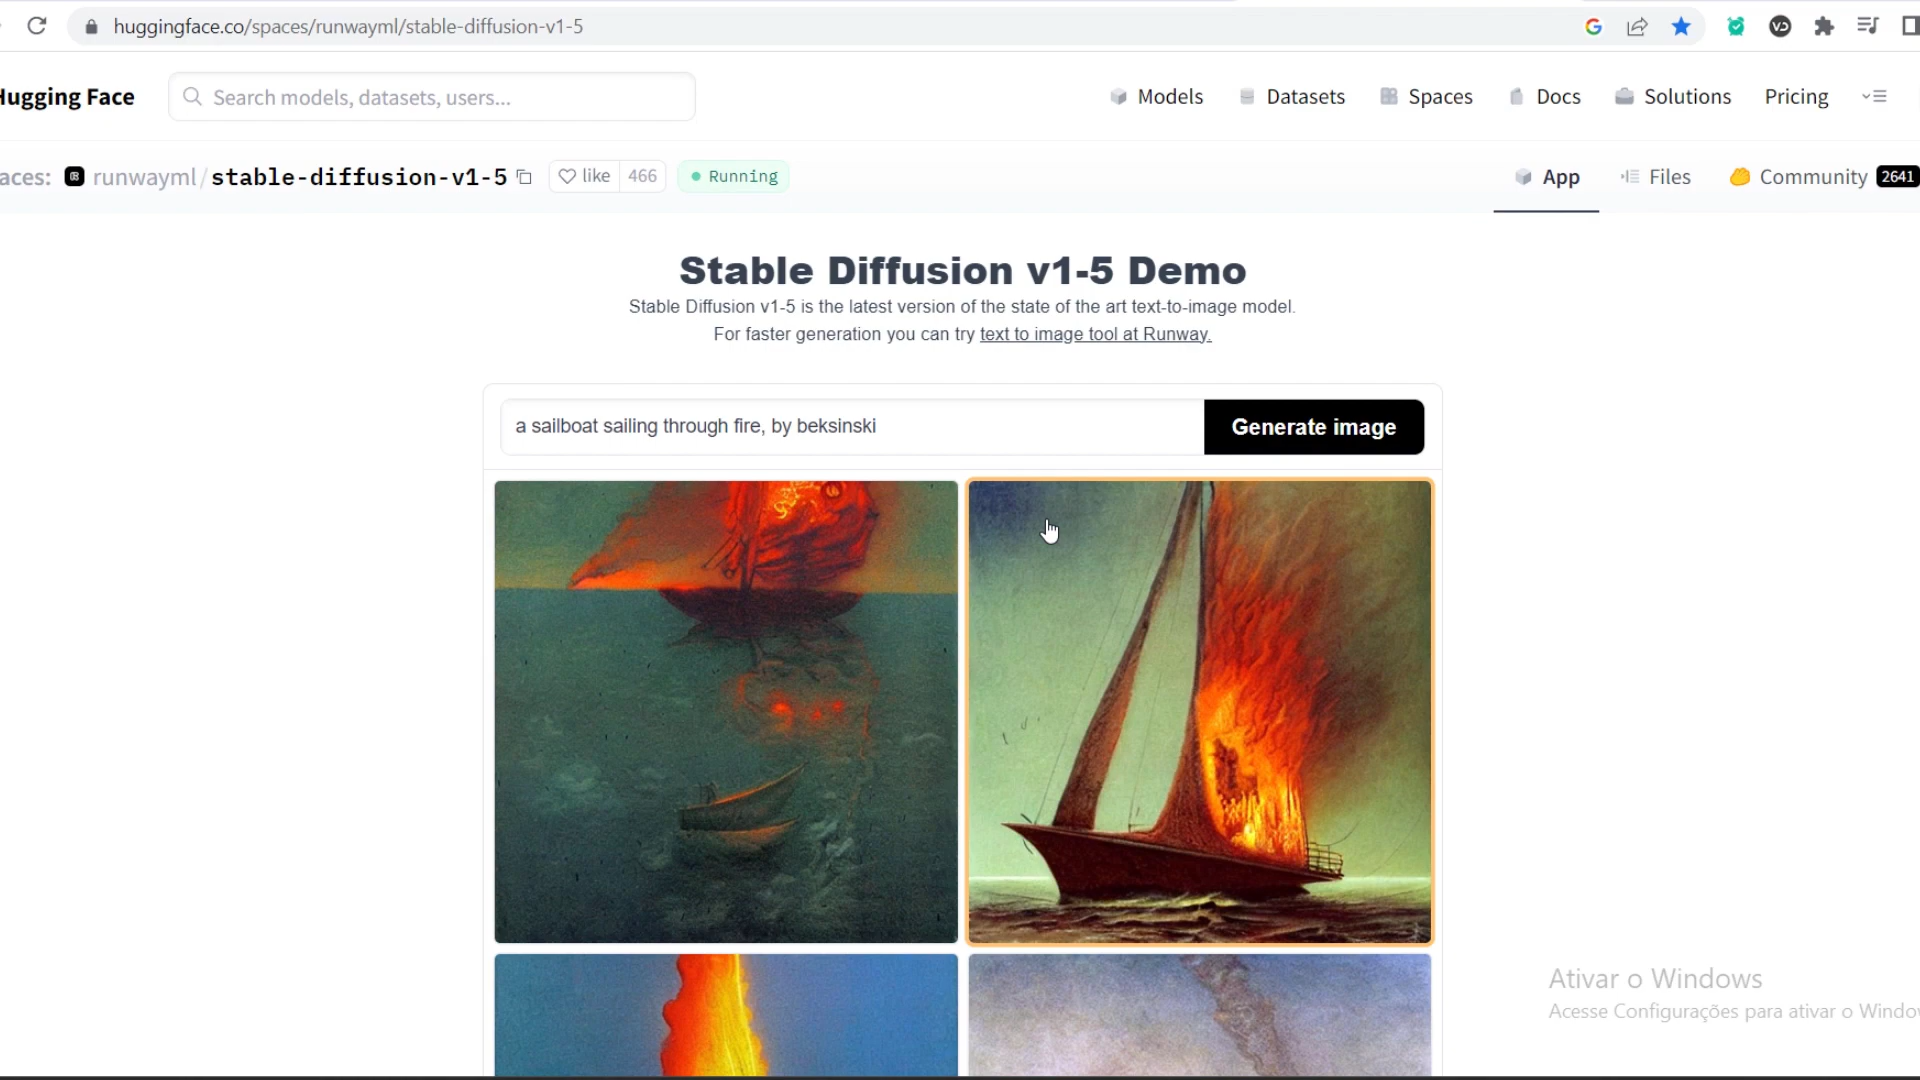 huggingface.co/spaces/runwayml/stable-diffusion-v1-5
Hugging Face
Search models, datasets, users...
Models
Datasets
Spaces
Docs
Solutions
Pricing
aces: runwayml/stable-diffusion-v1-5
like 466
Running
App
Files
Community 2641
Stable Diffusion v1-5 Demo
Stable Diffusion v1-5 is the latest version of the state of the art text-to-image model.
For faster generation you can try text to image tool at Runway.
a sailboat sailing through fire, by beksinski
Generate image
Ativar o Windows
Acesse Configurações para ativar o Windo